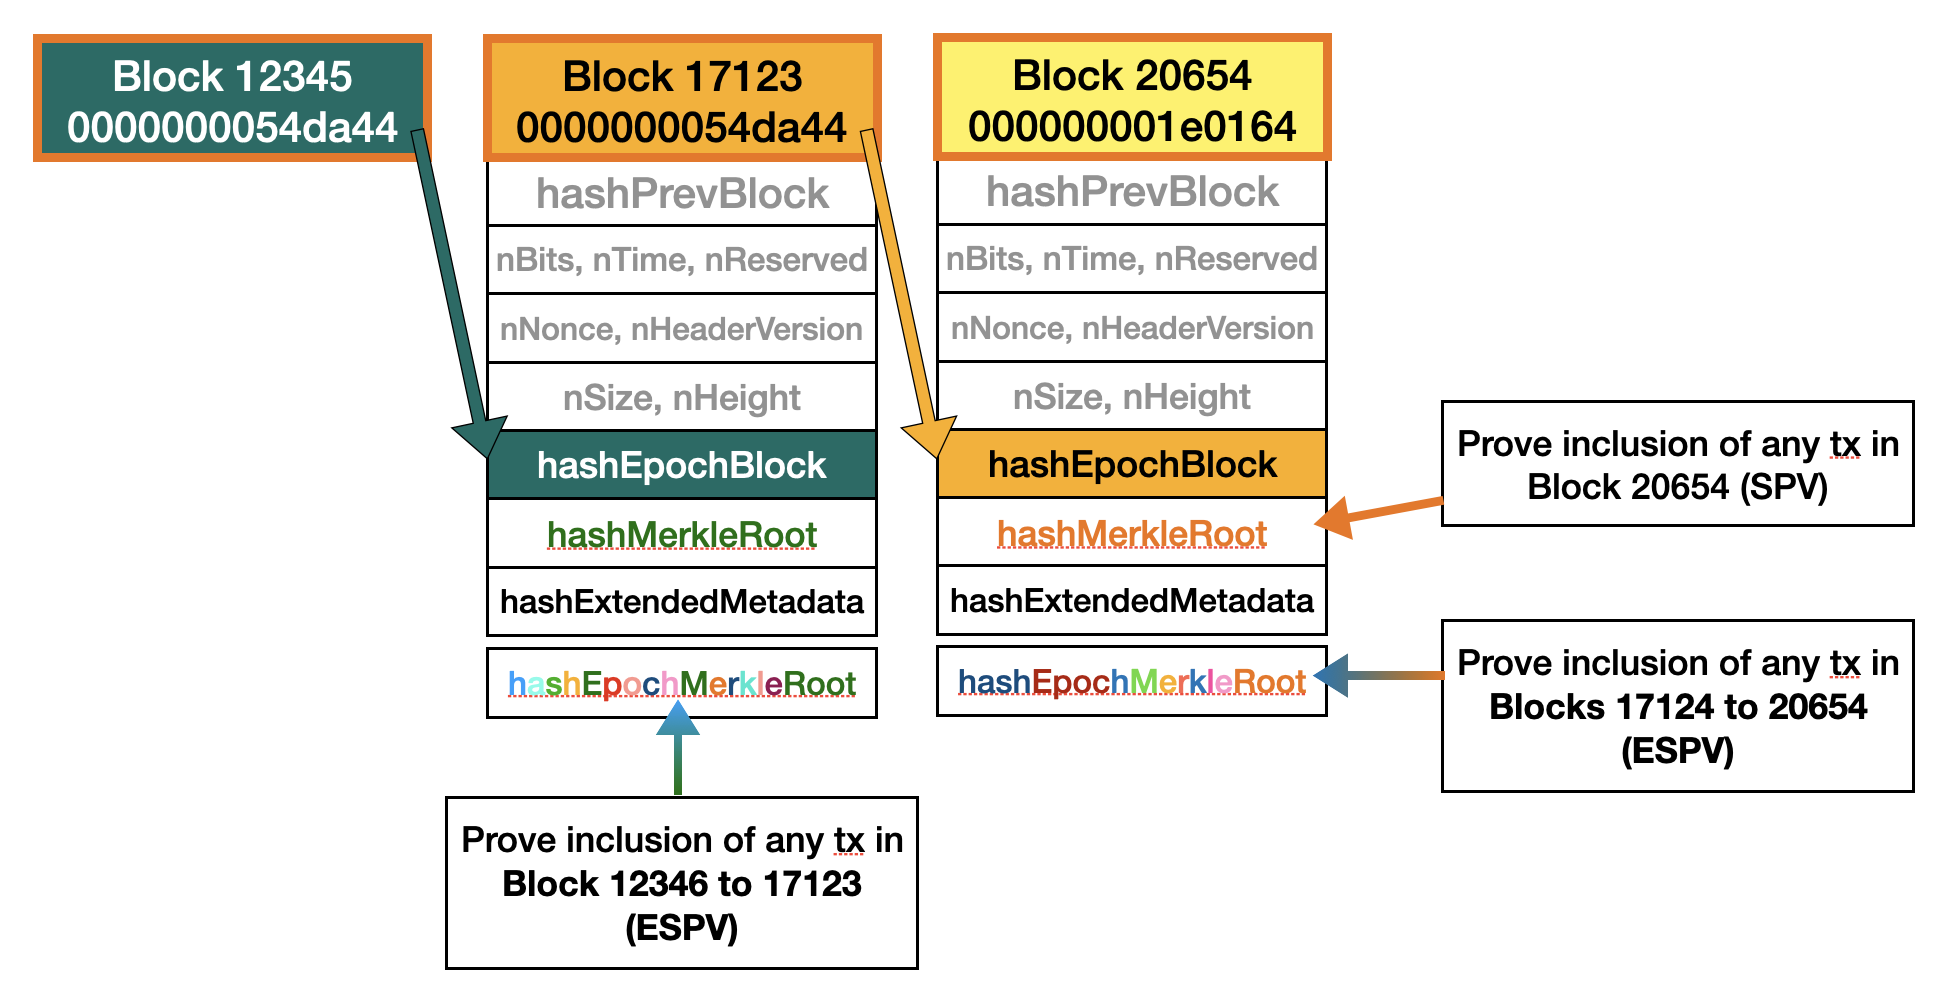 Block 12345
0000000054da44
Block 17123
0000000054da44
hashPrevBlock
nBits, nTime, nReserved
nNonce, nHeaderVersion
nSize, nHeight
hashEpochBlock
hashMerkleRoot
hashExtendedMetadata
hashEpochMerkleRoot
Block 20654
000000001e0164
hashPrevBlock
nBits, nTime, nReserved
nNonce, nHeaderVersion
nSize, nHeight
hashEpochBlock
hashMerkleRoot
hashExtendedMetadata
hashEpochMerkleRoot
Prove inclusion of any tx in
Block 20654 (SPV)
Prove inclusion of any tx in
Blocks 17124 to 20654
(ESPV)
Prove inclusion of any tx in
Block 12346 to 17123
(ESPV)